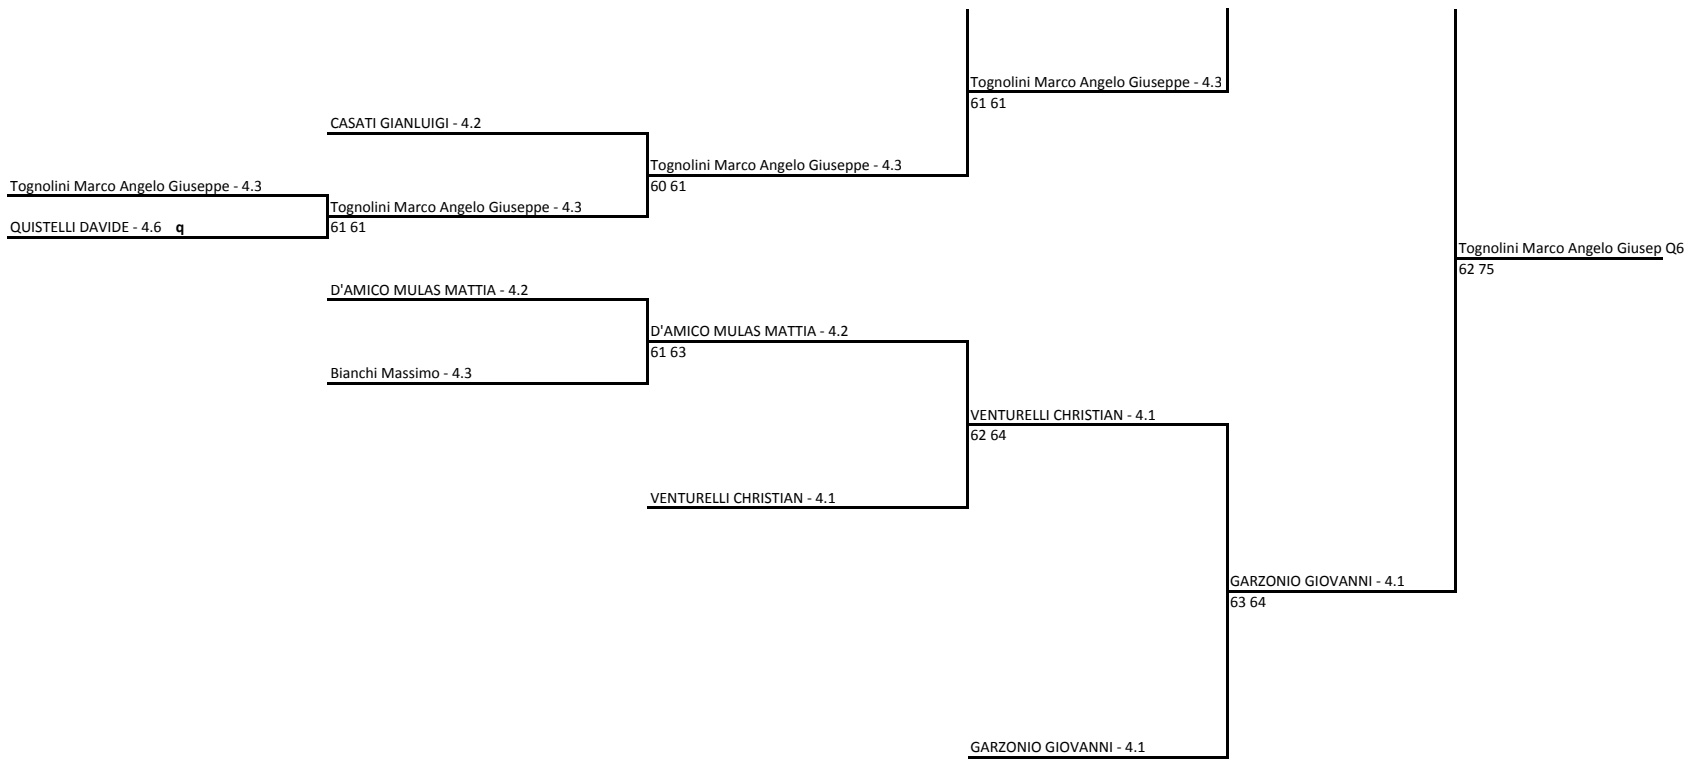 Tognolini Marco Angelo Giuseppe - 4.3
61 61
CASATI GIANLUIGI - 4.2
Tognolini Marco Angelo Giuseppe - 4.3
60 61
Tognolini Marco Angelo Giuseppe - 4.3
Tognolini Marco Angelo Giuseppe - 4.3
61 61
QUISTELLI DAVIDE - 4.6 q
Tognolini Marco Angelo Giusep Q6
62 75
D'AMICO MULAS MATTIA - 4.2
D'AMICO MULAS MATTIA - 4.2
61 63
Bianchi Massimo - 4.3
VENTURELLI CHRISTIAN - 4.1
62 64
VENTURELLI CHRISTIAN - 4.1
GARZONIO GIOVANNI - 4.1
63 64
GARZONIO GIOVANNI - 4.1